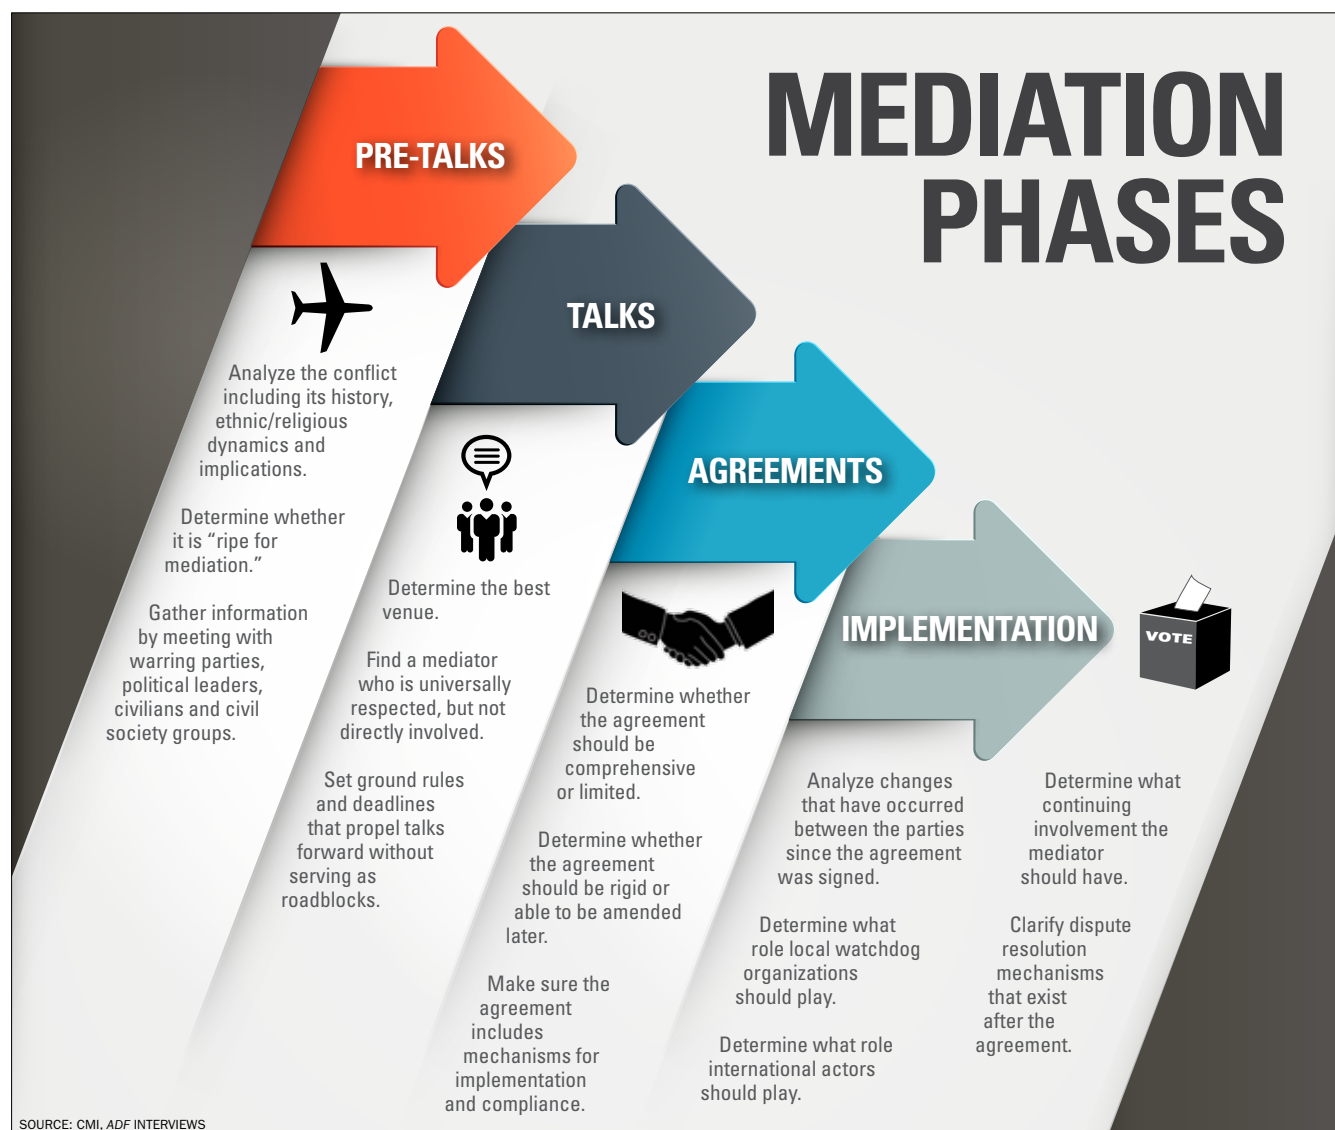 MEDIATION
PHASES
PRE-TALKS
Analyze the conflict
including its history,
ethnic/religious
dynamics and
implications.
Determine whether
it is “ripe for
mediation.”
Gather information
by meeting with
warring parties,
political leaders,
civilians and civil
society groups.
TALKS
Determine the best
venue.
Find a mediator
who is universally
respected, but not
directly involved.
Set ground rules
and deadlines
that propel talks
forward without
serving as
roadblocks.
AGREEMENTS
Determine whether
the agreement
should be
comprehensive
or limited.
Determine whether
the agreement
should be rigid or
able to be amended
later.
Make sure the
agreement
includes
mechanisms for
implementation
and compliance.
IMPLEMENTATION
VOTE
Analyze changes
that have occurred
between the parties
since the agreement
was signed.
Determine what
role local watchdog
organizations
should play.
Determine what role
international actors
should play.
Determine what
continuing
involvement the
mediator
should have.
Clarify dispute
resolution
mechanisms
that exist
after the
agreement.
SOURCE: CMI, ADF INTERVIEWS